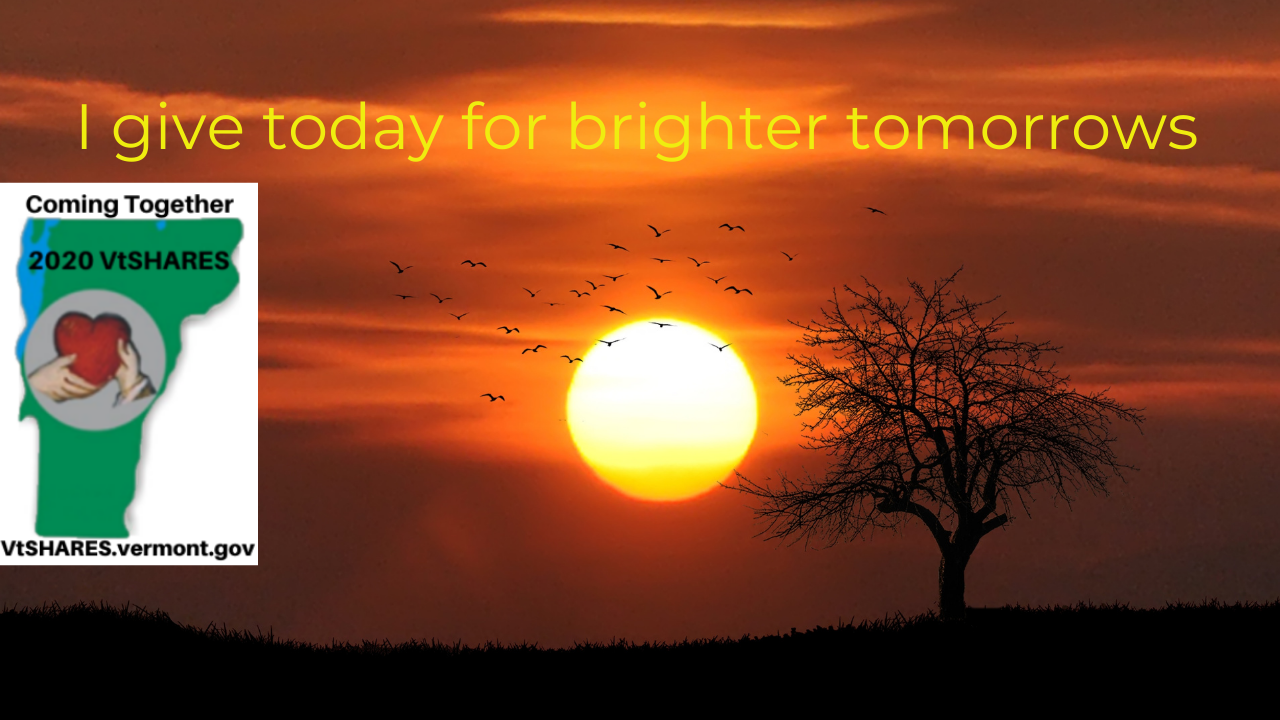 I give today for brighter tomorrows
Coming Together
2020 VtSHARES
VtSHARES.vermont.gov